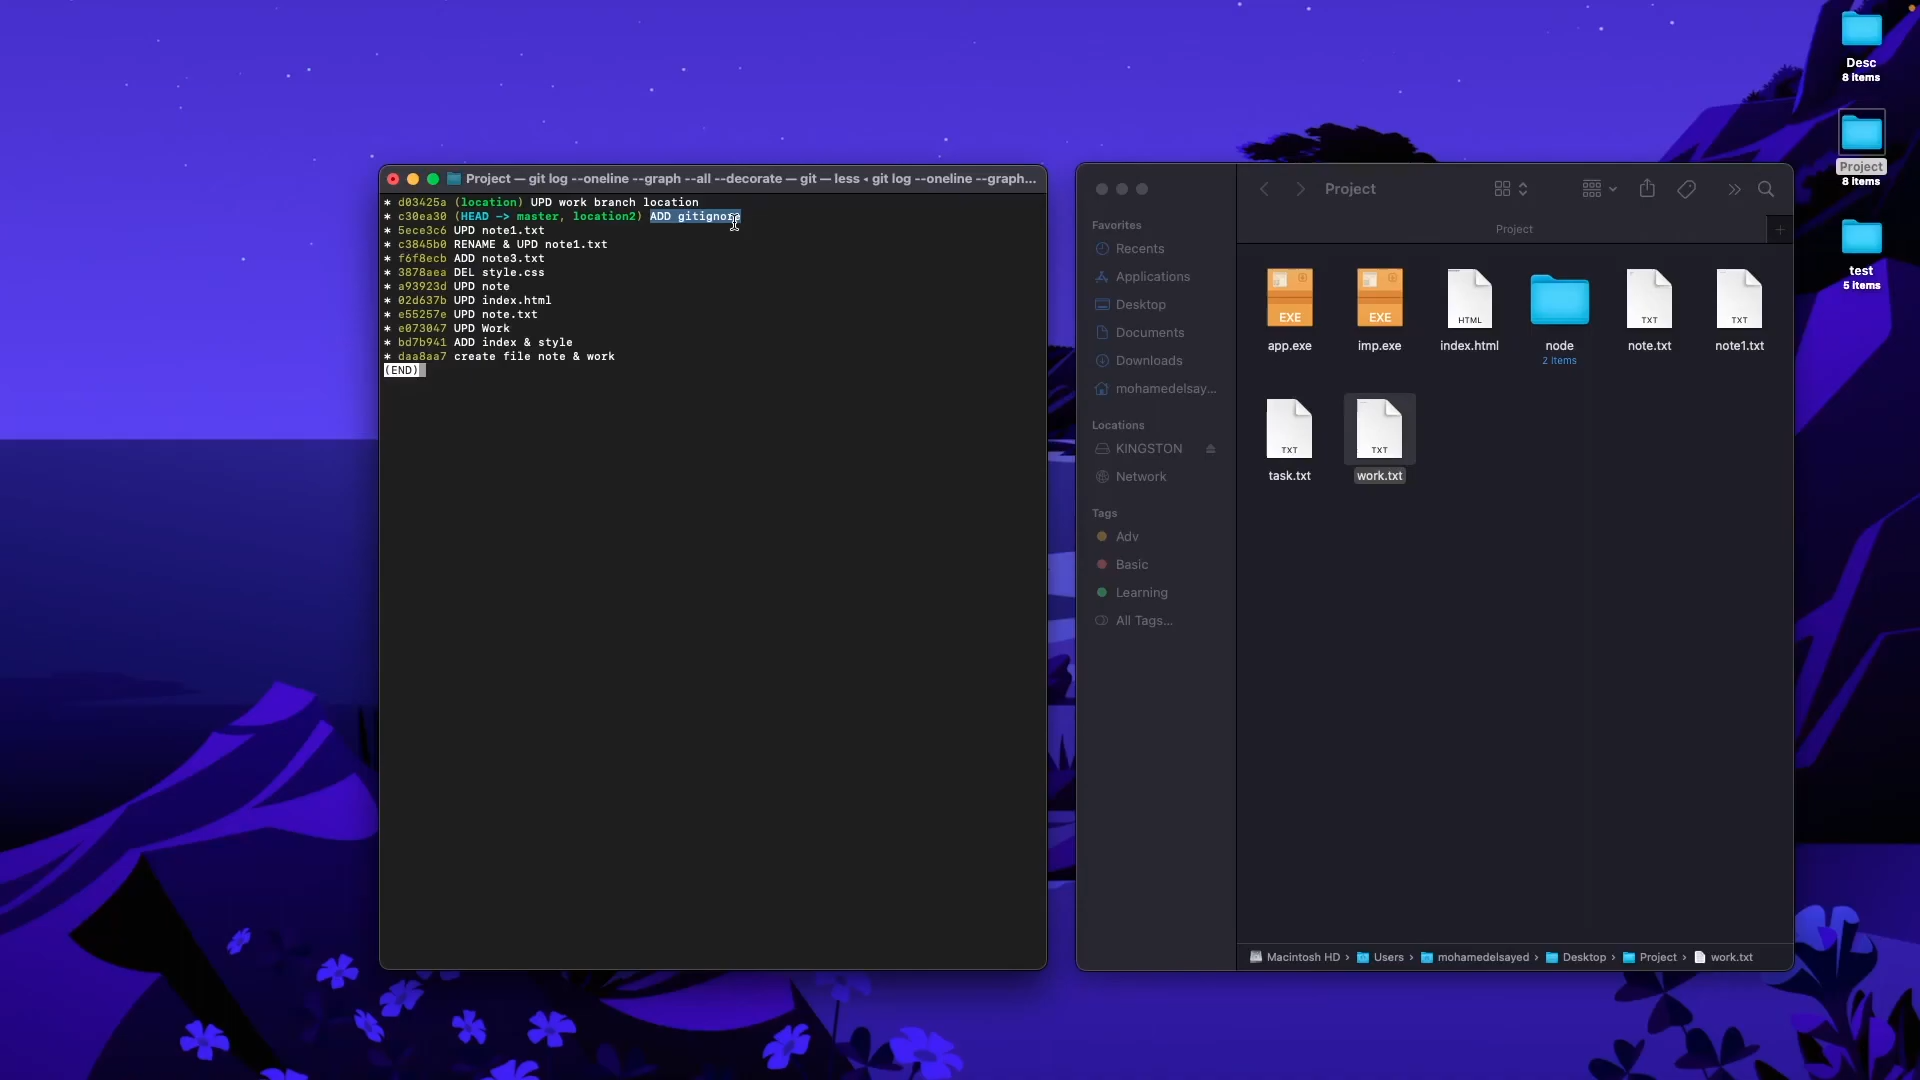 Project — git log --oneline --graph --all --decorate — git — less ◂ git log --oneline --graph...
* d03425a (location) UPD work branch location
* c30ea30 (HEAD -> master, location2) ADD gitignore
* 5ece3c6 UPD note1.txt
* c3845b0 RENAME & UPD note1.txt
* f6f8ecb ADD note3.txt
* 3878aea DEL style.css
* a93923d UPD note
* 02d637b UPD index.html
* e55257e UPD note.txt
* e073047 UPD Work
* bd7b941 ADD index & style
* daa8aa7 create file note & work
(END)
Project
Project
Favorites
Recents
Applications
Desktop
Documents
Downloads
mohamedelsay...
Locations
KINGSTON
Network
Tags
Adv
Basic
Learning
All Tags...
EXE
app.exe
EXE
imp.exe
HTML
index.html
node
2 items
TXT
note.txt
TXT
note1.txt
TXT
task.txt
TXT
work.txt
Macintosh HD › Users › mohamedelsayed › Desktop › Project › work.txt
Desc
8 items
Project
8 items
test
5 items